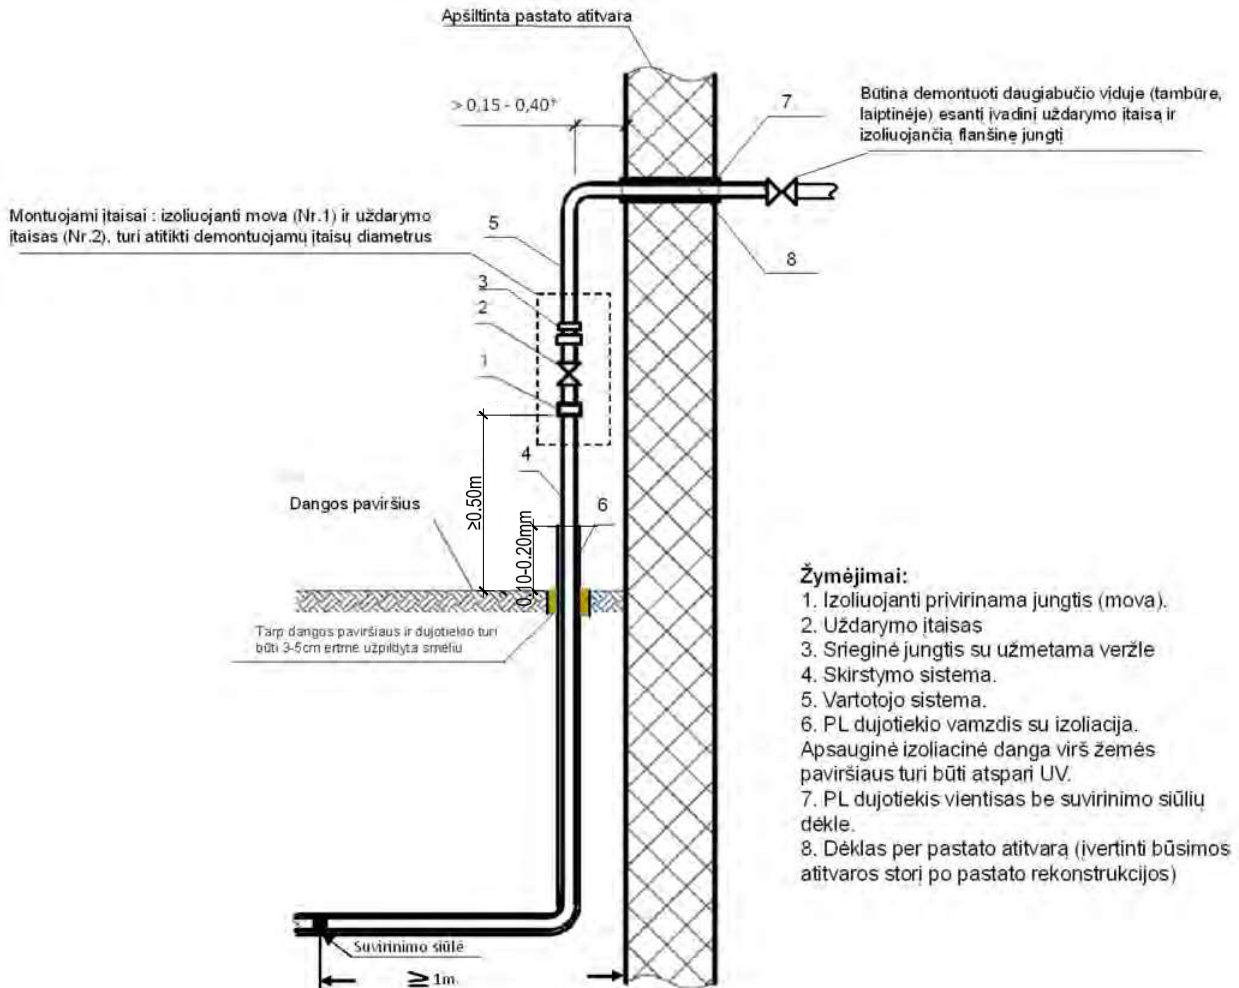 Apšiltinta pastato atitvara
> 0,15 - 0,40*
7
Būtina demontuoti daugiabučio viduje (tambūre,
laiptinėje) esantį įvadinį uždarymo įtaisą ir
izoliuojančią flanšinę jungtį
Montuojami įtaisai : izoliuojanti mova (Nr.1) ir uždarymo
įtaisas (Nr.2), turi atitikti demontuojamų įtaisų diametrus
5
8
3
2
1
4
≥0.50m
Dangos paviršius
6
0.10-0.20mm
Tarp dangos paviršiaus ir dujotiekio turi
būti 3-5cm ertmė užpildyta smėliu
Žymėjimai:
1. Izoliuojanti privirinama jungtis (mova).
2. Uždarymo įtaisas
3. Srieginė jungtis su užmetama veržle
4. Skirstymo sistema.
5. Vartotojo sistema.
6. PL dujotiekio vamzdis su izoliacija.
Apsauginė izoliacinė danga virš žemės
paviršiaus turi būti atspari UV.
7. PL dujotiekis vientisas be suvirinimo siūlių
dėkle.
8. Dėklas per pastato atitvarą (įvertinti būsimos
atitvaros storį po pastato rekonstrukcijos)
Suvirinimo siūlė
≥ 1m